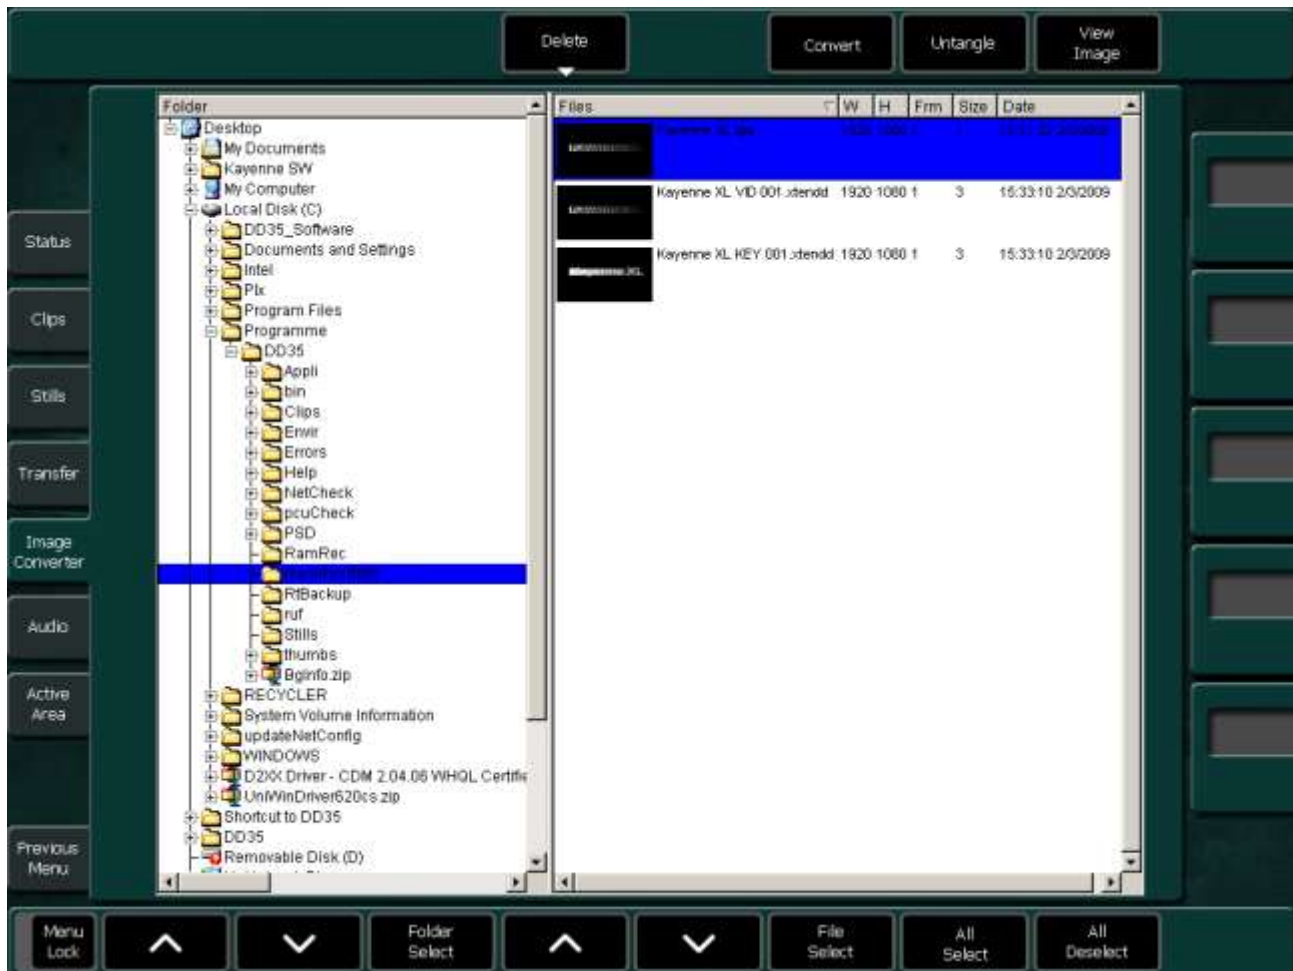 Delete
Convert
Untangle
View
Image
Folder
Files W H Frm Size Date
Desktop
My Documents
Kayenne SW
My Computer
Local Disk (C)
DD35_Software
Documents and Settings
Intel
Plx
Program Files
Programme
DD35
Appli
bin
Clips
Envir
Errors
Help
NetCheck
pcuCheck
PSD
RamRec
RtBackup
ruf
Stills
thumbs
BgInfo.zip
RECYCLER
System Volume Information
updateNetConfig
WINDOWS
D2XX Driver - CDM 2.04.06 WHQL Certifie
UniWinDriver620cs.zip
Shortcut to DD35
DD35
Removable Disk (D)
Kayenne XL VID 001.xtendd 1920 1080 1 3 15:33:10 2/3/2009
Kayenne XL KEY 001.xtendd 1920 1080 1 3 15:33:10 2/3/2009
Status
Clips
Stills
Transfer
Image
Converter
Audio
Active
Area
Previous
Menu
Menu
Lock
Folder
Select
File
Select
All
Select
All
Deselect